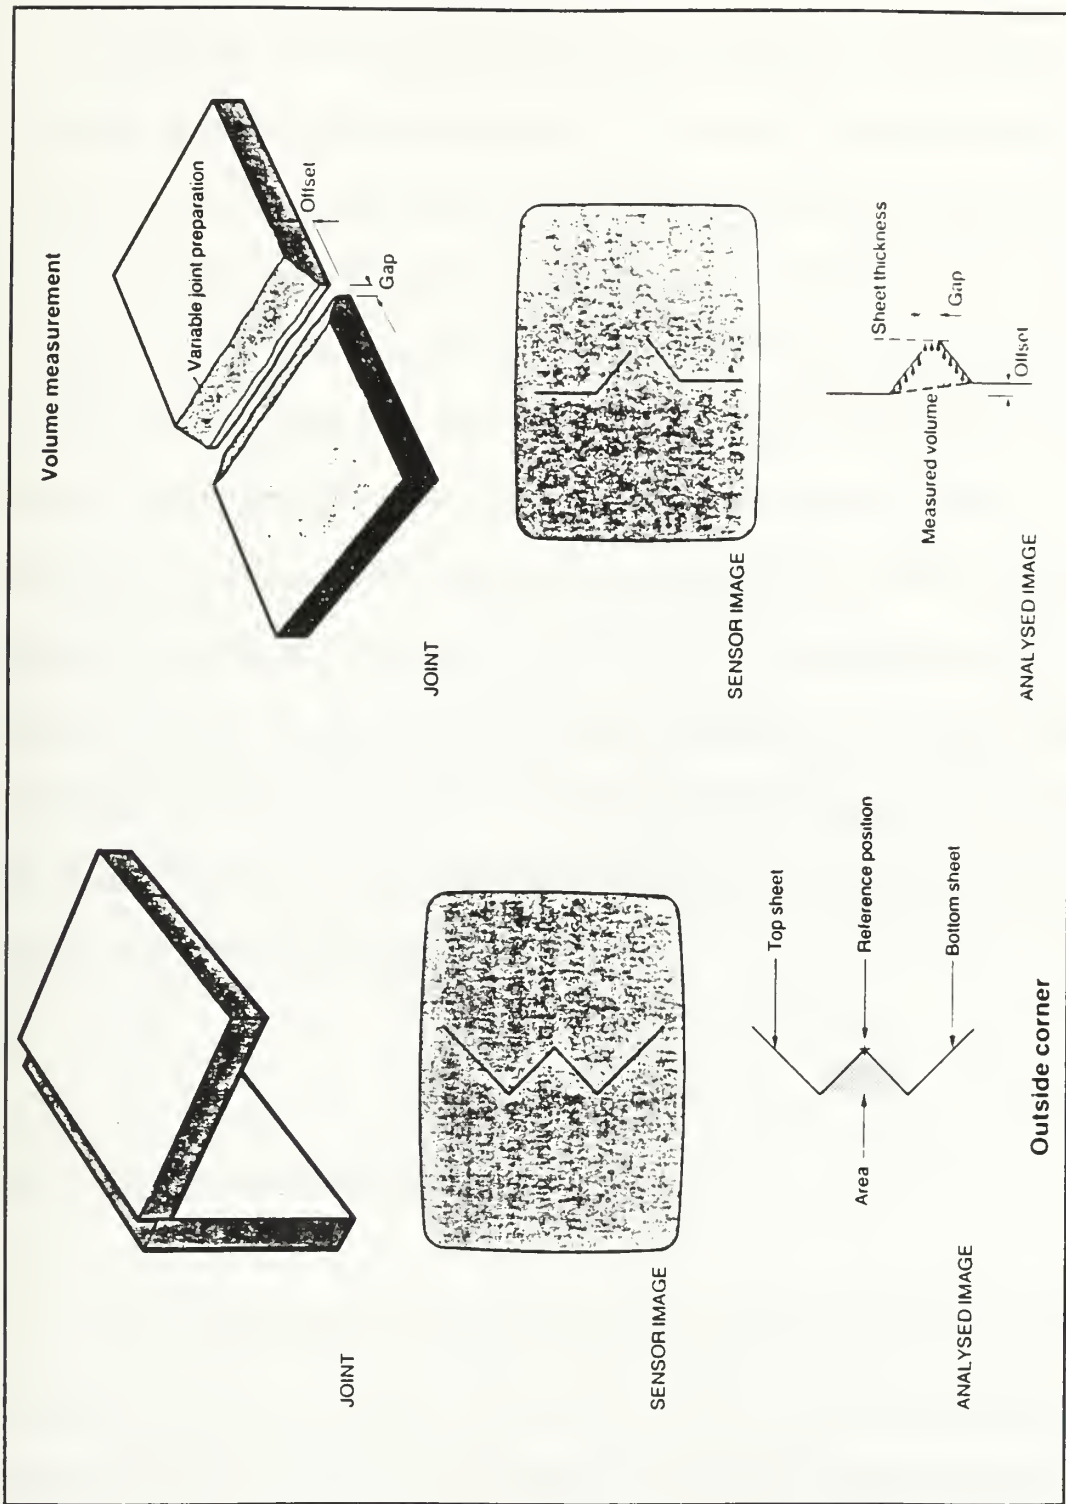 Volume measurement
Variable joint preparation
Offset
Gap
JOINT
SENSOR IMAGE
Sheet thickness
Gap
Measured volume
Offset
ANALYSED IMAGE
JOINT
SENSOR IMAGE
Top sheet
Area
Reference position
Bottom sheet
ANALYSED IMAGE
Outside corner